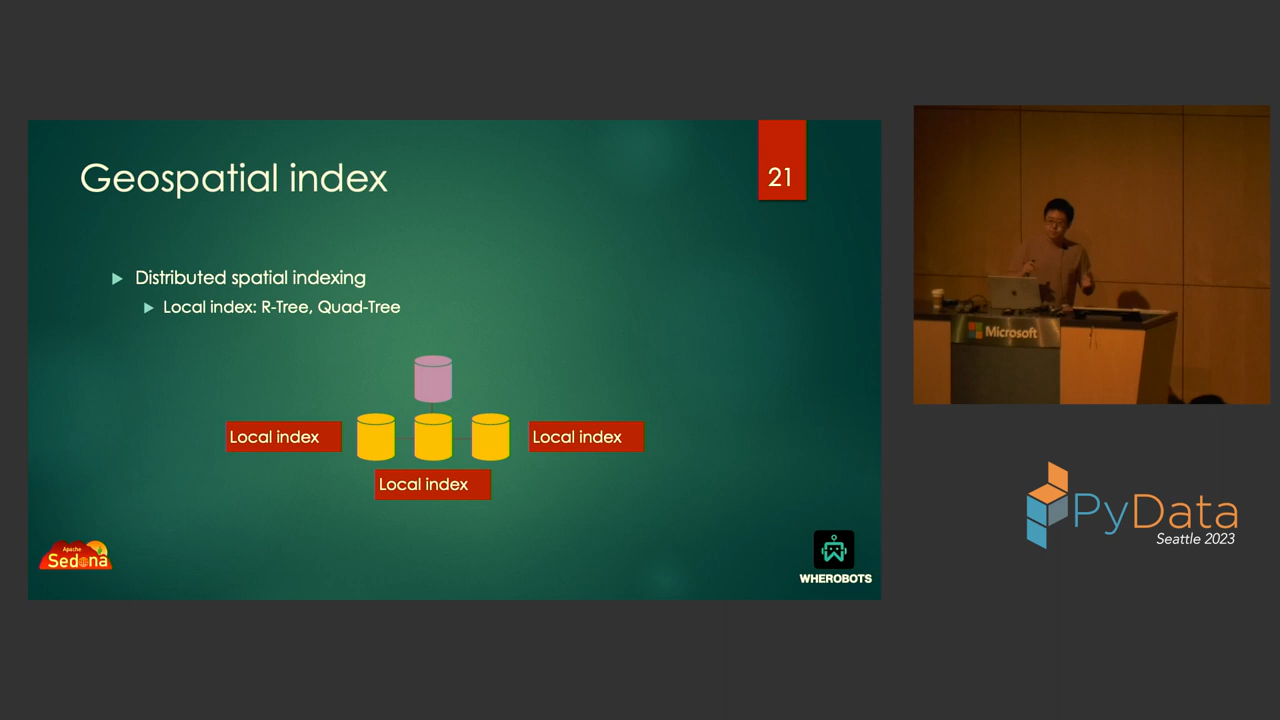 Geospatial index
21
Distributed spatial indexing
Local index: R-Tree, Quad-Tree
Local index
Local index
Local index
Apache
Sedona
WHEROBOTS
Microsoft
PyData
Seattle 2023